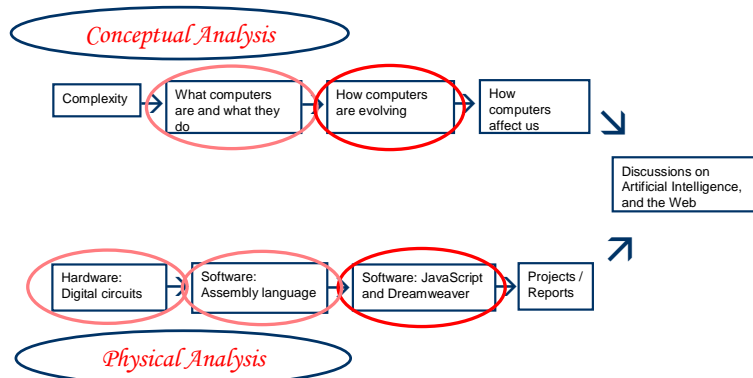 Conceptual Analysis
Complexity
What computers
are and what they
do
How computers
are evolving
How
computers
affect us
Discussions on
Artificial Intelligence,
and the Web
Hardware:
Digital circuits
Software:
Assembly language
Software: JavaScript
and Dreamweaver
Projects /
Reports
Physical Analysis